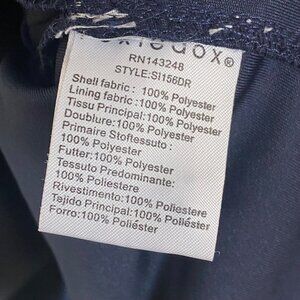 RN143248
STYLE:SI156DR
Shell fabric : 100% Polyester
Lining fabric : 100% Polyester
Tissu Principal:100% Polyester
Doublure: 100% Polyester
Primaire Stoftessuto :
100% Polyester
Futter: 100% Polyester
Tessuto Predominante:
100% Poliestere
Rivestimento: 100% Poliestere
Tejido Principal:100% Poliéster
Forro:100% Poliéster